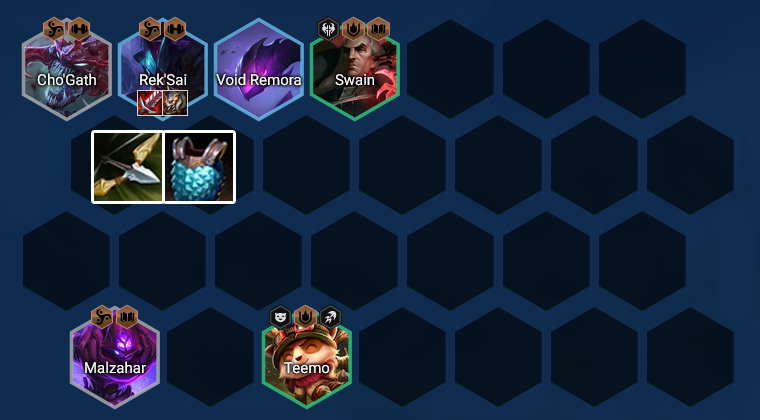 Cho'Gath
Rek'Sai
Void Remora
Swain
Malzahar
Teemo